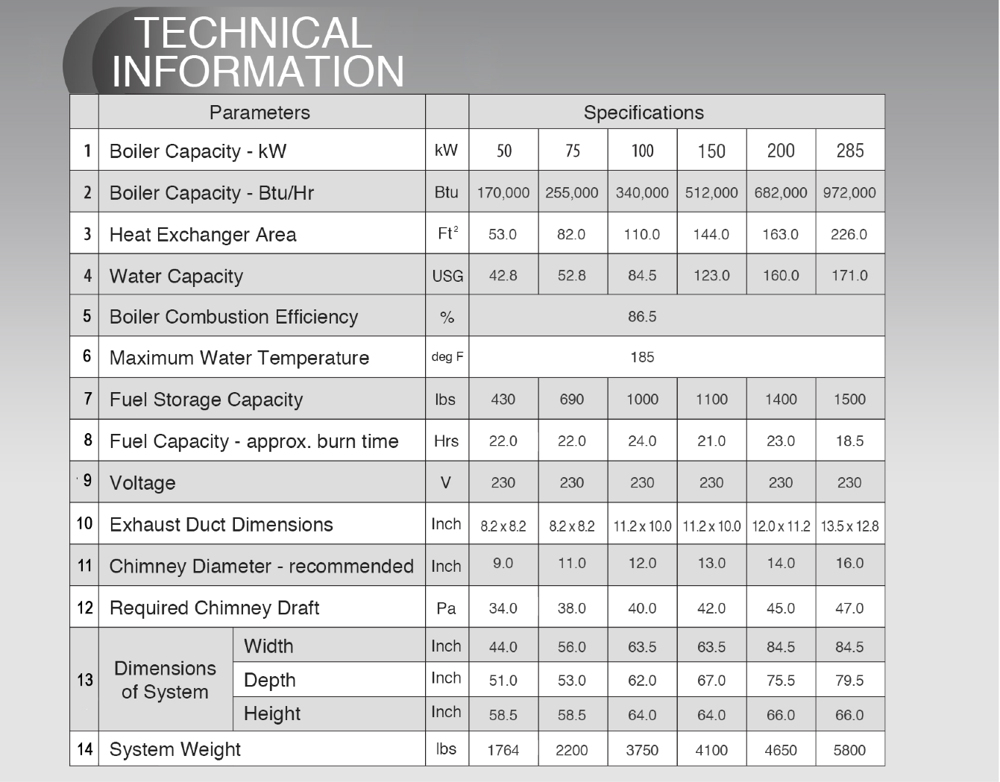 TECHNICAL
INFORMATION
Parameters Specifications
1 Boiler Capacity - kW kW 50 75 100 150 200 285
2 Boiler Capacity - Btu/Hr Btu 170,000 255,000 340,000 512,000 682,000 972,000
3 Heat Exchanger Area Ft² 53.0 82.0 110.0 144.0 163.0 226.0
4 Water Capacity USG 42.8 52.8 84.5 123.0 160.0 171.0
5 Boiler Combustion Efficiency % 86.5
6 Maximum Water Temperature deg F 185
7 Fuel Storage Capacity lbs 430 690 1000 1100 1400 1500
8 Fuel Capacity - approx. burn time Hrs 22.0 22.0 24.0 21.0 23.0 18.5
9 Voltage V 230 230 230 230 230 230
10 Exhaust Duct Dimensions Inch 8.2 x 8.2 8.2 x 8.2 11.2 x 10.0 11.2 x 10.0 12.0 x 11.2 13.5 x 12.8
11 Chimney Diameter - recommended Inch 9.0 11.0 12.0 13.0 14.0 16.0
12 Required Chimney Draft Pa 34.0 38.0 40.0 42.0 45.0 47.0
13 Dimensions of System Width Inch 44.0 56.0 63.5 63.5 84.5 84.5
Depth Inch 51.0 53.0 62.0 67.0 75.5 79.5
Height Inch 58.5 58.5 64.0 64.0 66.0 66.0
14 System Weight lbs 1764 2200 3750 4100 4650 5800